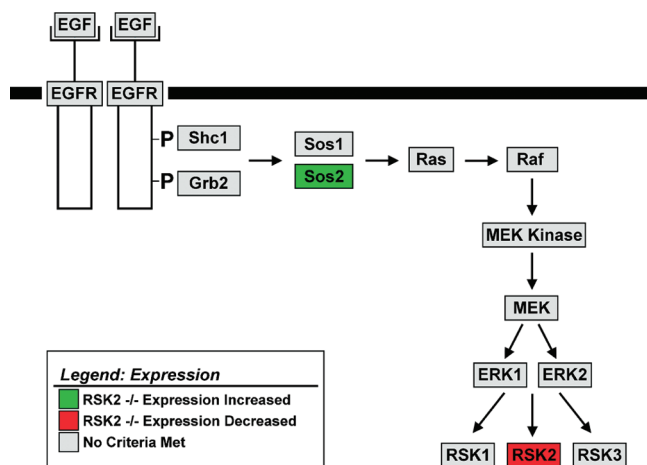 EGF EGF
EGFR EGFR
P Shc1
P Grb2
Sos1
Sos2
Ras
Raf
MEK Kinase
MEK
ERK1 ERK2
RSK1 RSK2 RSK3
Legend: Expression
RSK2 -/- Expression Increased
RSK2 -/- Expression Decreased
No Criteria Met